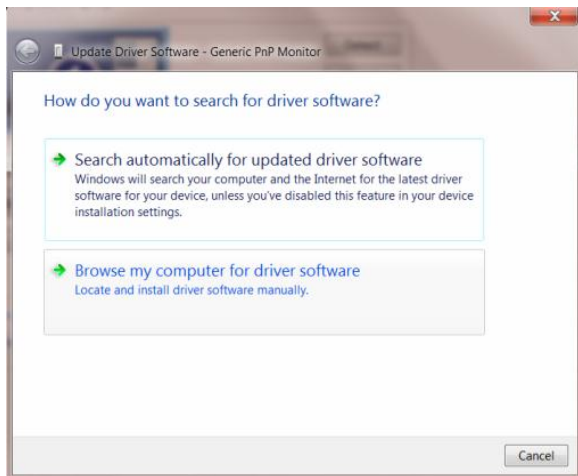 Update Driver Software - Generic PnP Monitor
How do you want to search for driver software?
Search automatically for updated driver software
Windows will search your computer and the Internet for the latest driver
software for your device, unless you've disabled this feature in your device
installation settings.
Browse my computer for driver software
Locate and install driver software manually.
Cancel